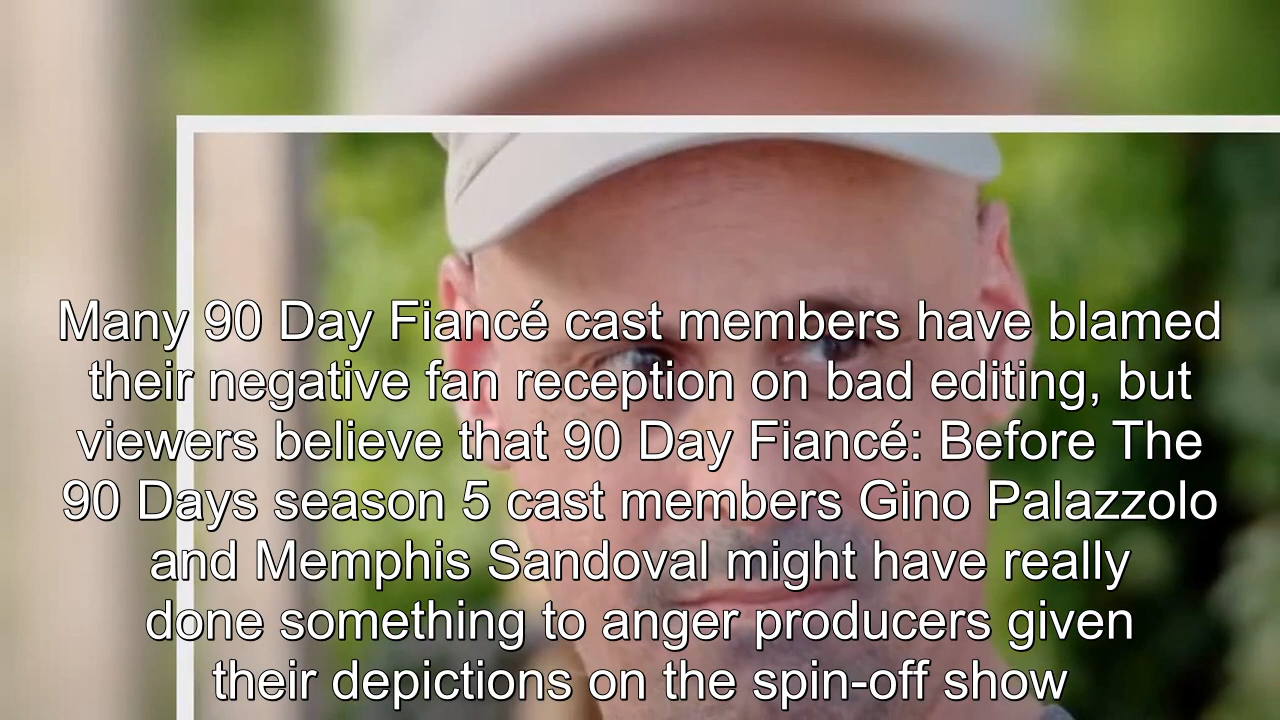 Many 90 Day Fiancé cast members have blamed
their negative fan reception on bad editing, but
viewers believe that 90 Day Fiancé: Before The
90 Days season 5 cast members Gino Palazzolo
and Memphis Sandoval might have really
done something to anger producers given
their depictions on the spin-off show